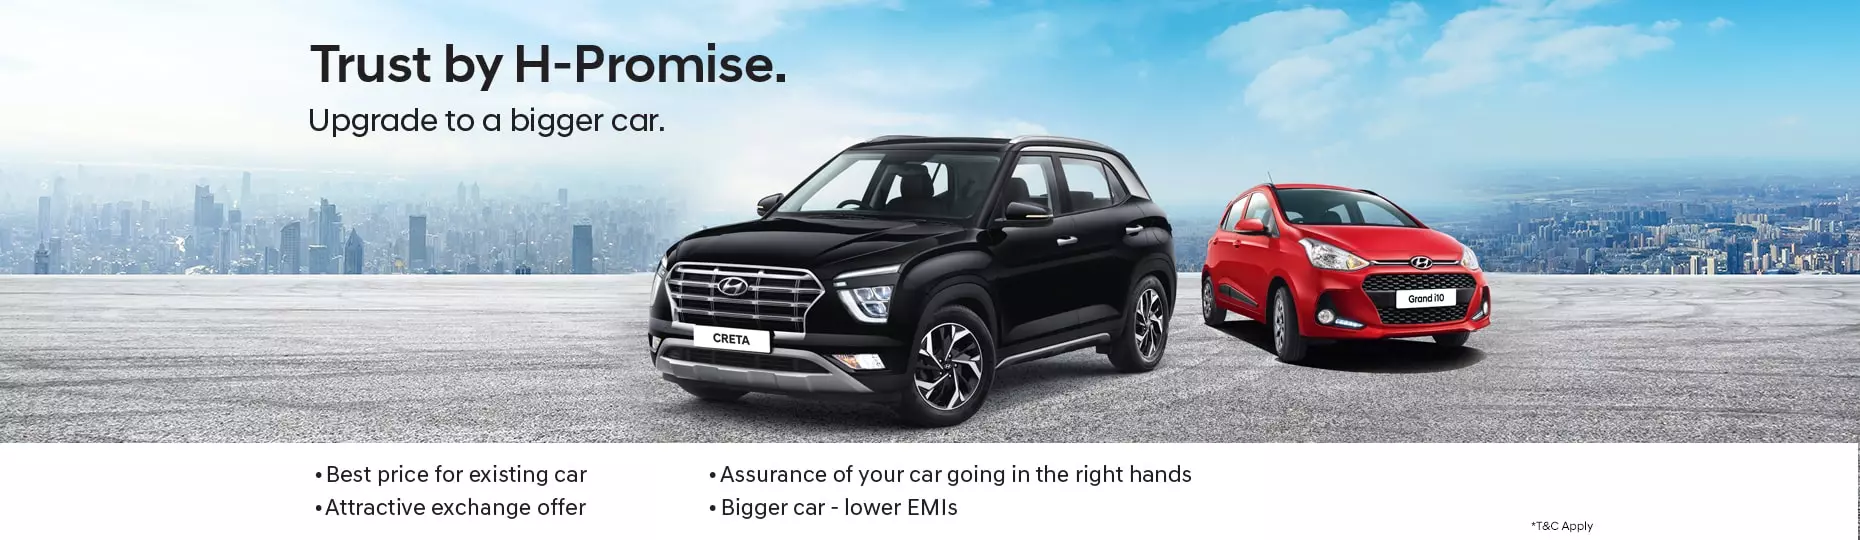 Trust by H-Promise.
Upgrade to a bigger car.
CRETA
Grand i10
• Best price for existing car
• Attractive exchange offer
• Assurance of your car going in the right hands
• Bigger car - lower EMIs
*T&C Apply